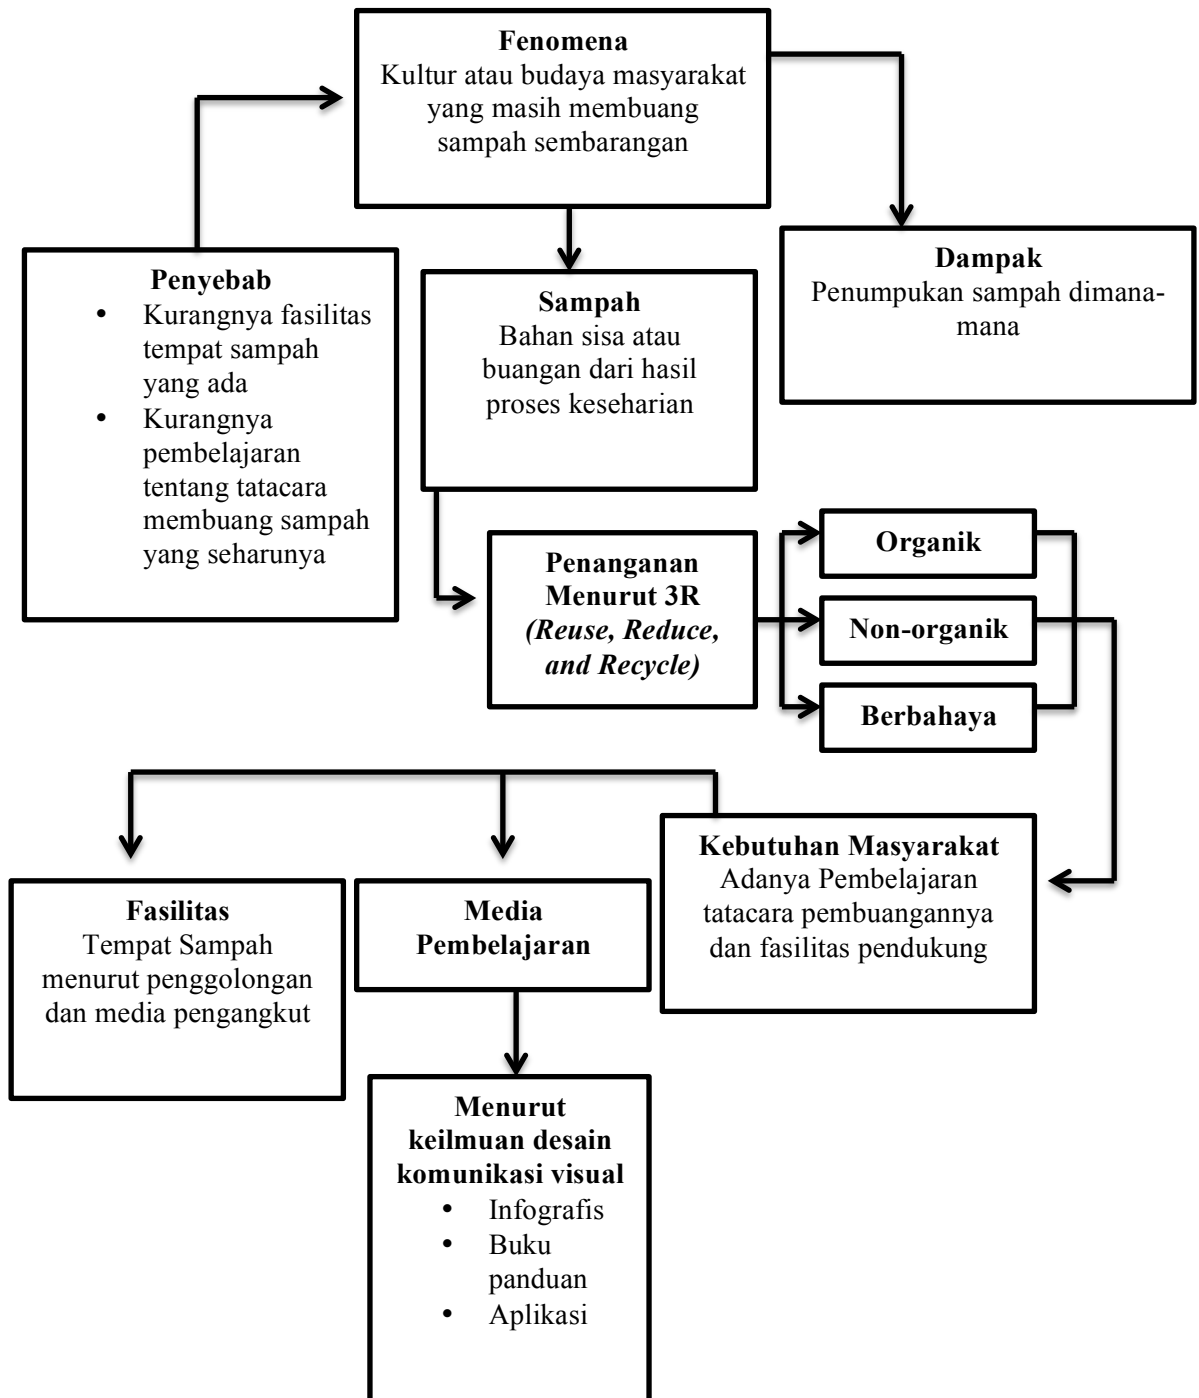 Fenomena
Kultur atau budaya masyarakat
yang masih membuang
sampah sembarangan
Penyebab
• Kurangnya fasilitas
tempat sampah
yang ada
• Kurangnya
pembelajaran
tentang tatacara
membuang sampah
yang seharunya
Sampah
Bahan sisa atau
buangan dari hasil
proses keseharian
Dampak
Penumpukan sampah dimana-
mana
Penanganan
Menurut 3R
(Reuse, Reduce,
and Recycle)
Organik
Non-organik
Berbahaya
Kebutuhan Masyarakat
Adanya Pembelajaran
tatacara pembuangannya
dan fasilitas pendukung
Fasilitas
Tempat Sampah
menurut penggolongan
dan media pengangkut
Media
Pembelajaran
Menurut
keilmuan desain
komunikasi visual
• Infografis
• Buku
panduan
• Aplikasi